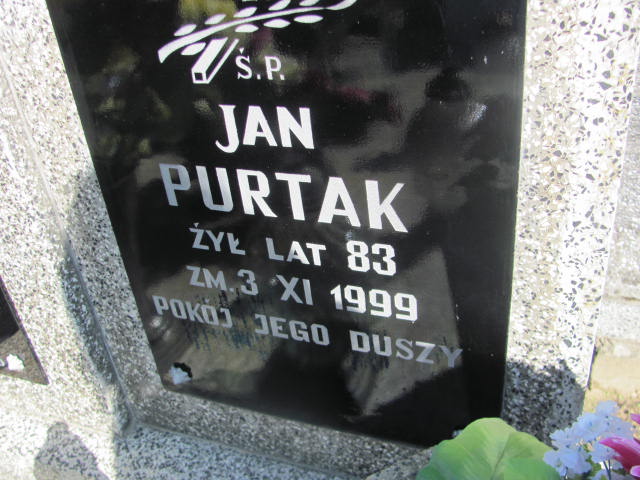 Ś.P.
JAN
PURTAK
ŻYŁ LAT 83
ZM. 3 XI 1999
POKÓJ JEGO DUSZY